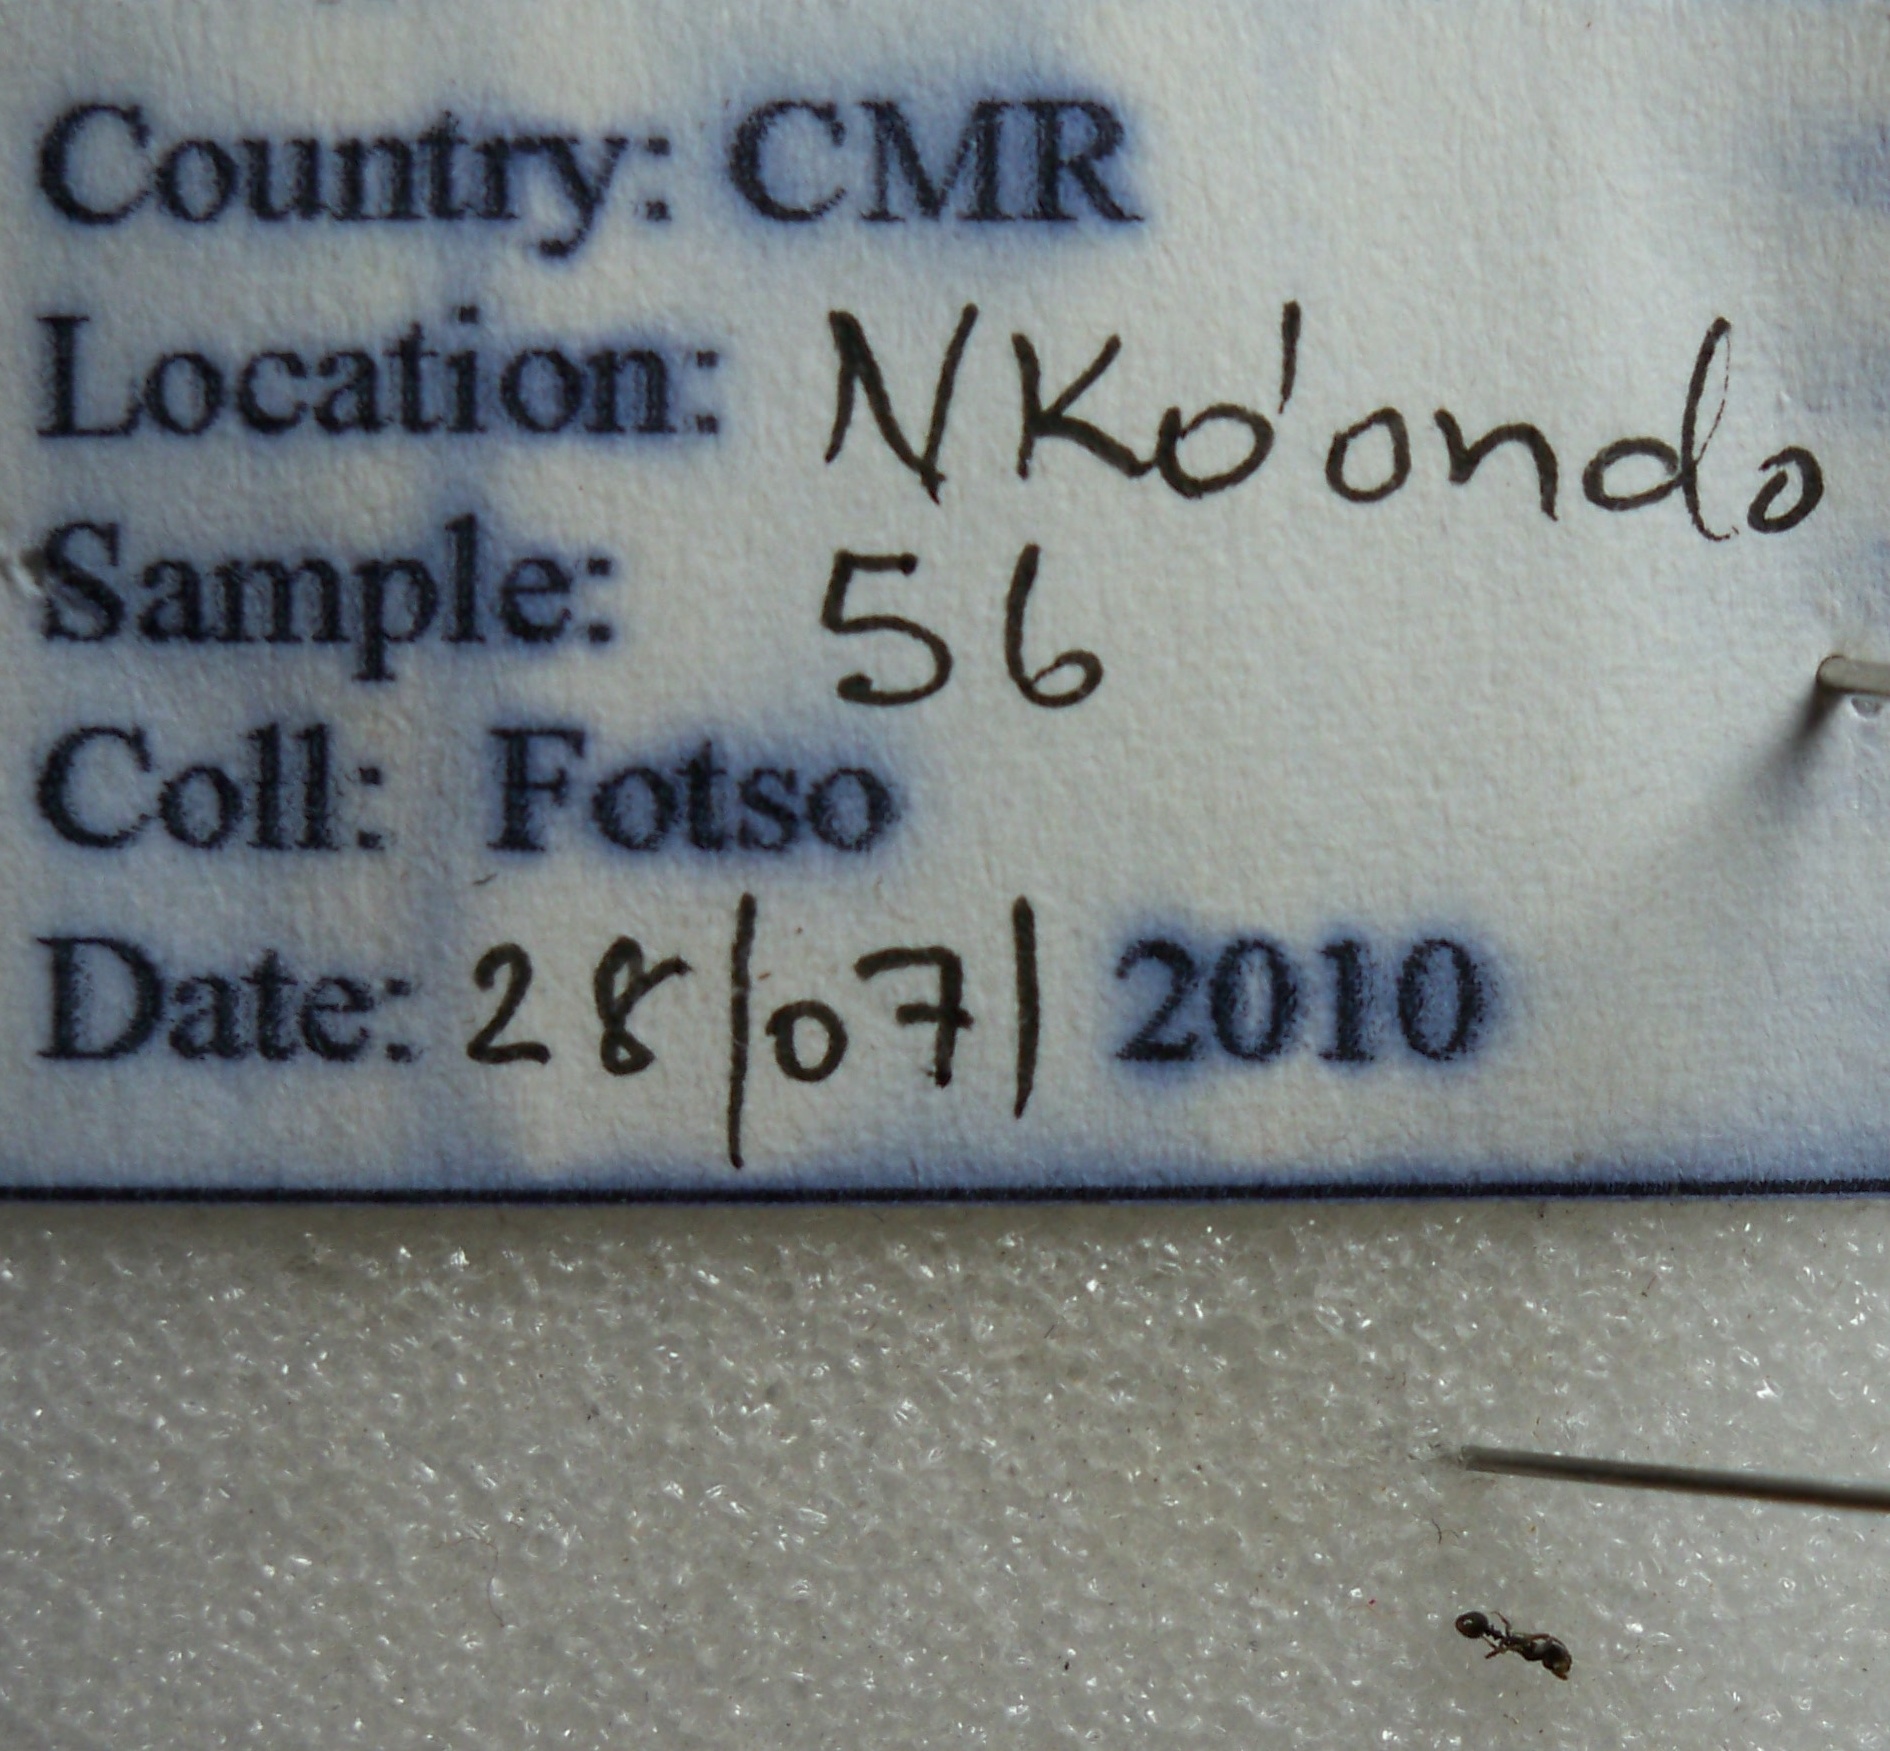 Country: CMR
Location: Nko'ondo
Sample: 56
Coll: Fotso
Date: 28/07/ 2010